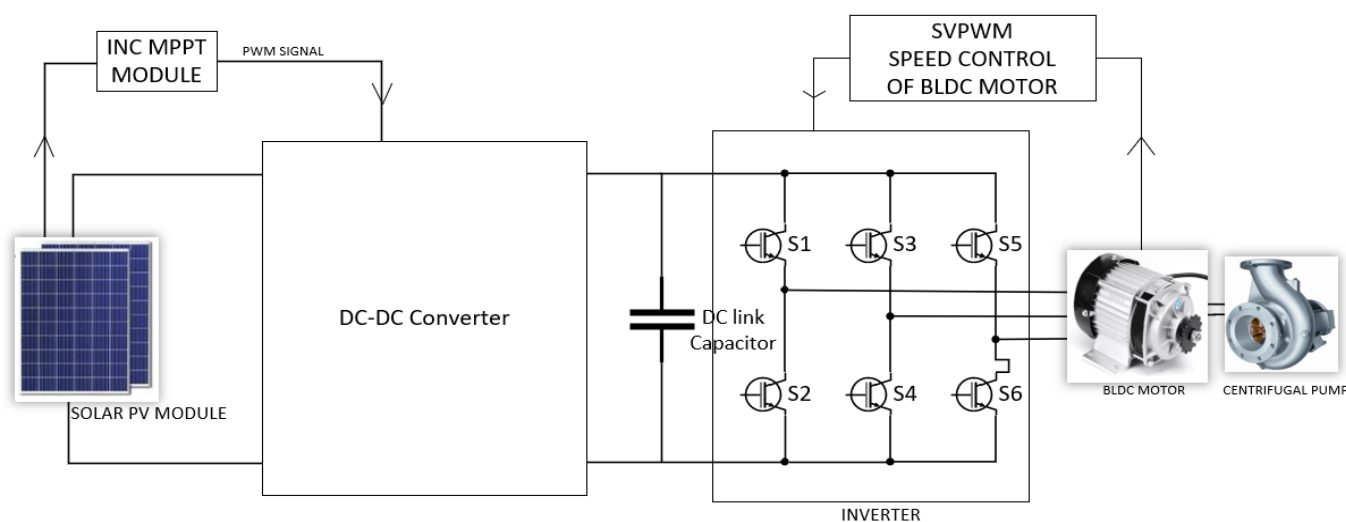 INC MPPT
MODULE
PWM SIGNAL
SVPWM
SPEED CONTROL
OF BLDC MOTOR
S1
S3
S5
DC-DC Converter
DC link
Capacitor
S2
S4
S6
SOLAR PV MODULE
BLDC MOTOR
CENTRIFUGAL PUMP
INVERTER